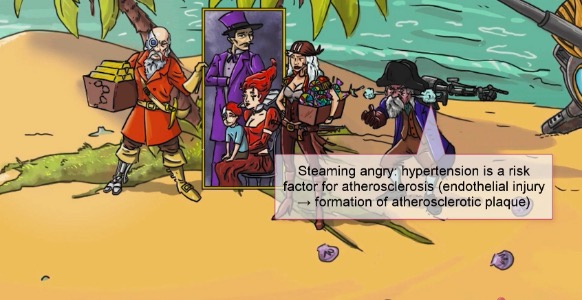 Steaming angry: hypertension is a risk
factor for atherosclerosis (endothelial injury
→ formation of atherosclerotic plaque)